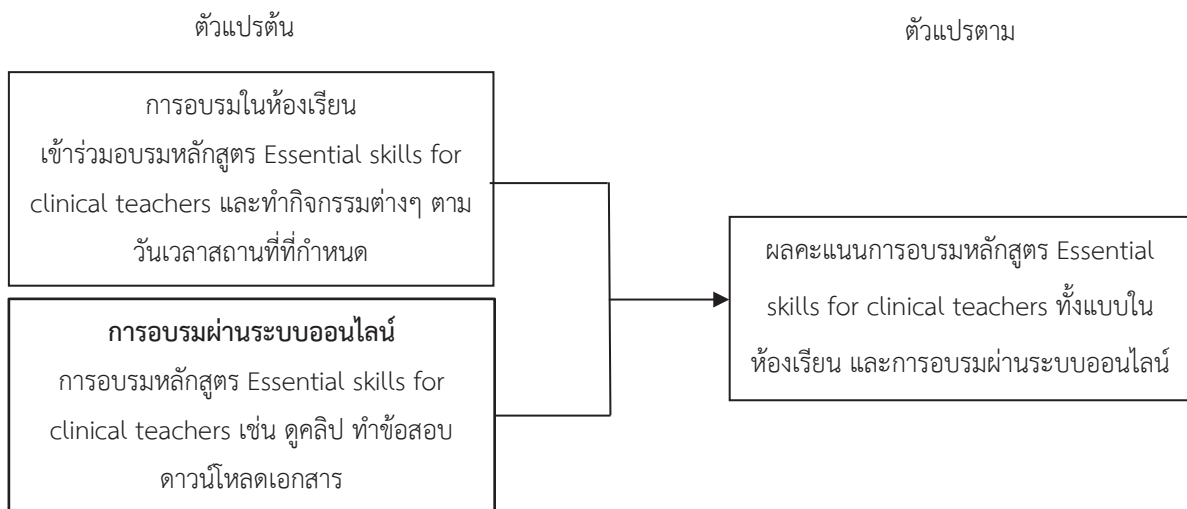 ตัวแปรต้น
ตัวแปรตาม
การอบรมในห้องเรียน
เข้าร่วมอบรมหลักสูตร Essential skills for
clinical teachers และทำกิจกรรมต่างๆ ตาม
วันเวลาสถานที่ที่กำหนด
การอบรมผ่านระบบออนไลน์
การอบรมหลักสูตร Essential skills for
clinical teachers เช่น ดูคลิป ทำข้อสอบ
ดาวน์โหลดเอกสาร
ผลคะแนนการอบรมหลักสูตร Essential
skills for clinical teachers ทั้งแบบใน
ห้องเรียน และการอบรมผ่านระบบออนไลน์